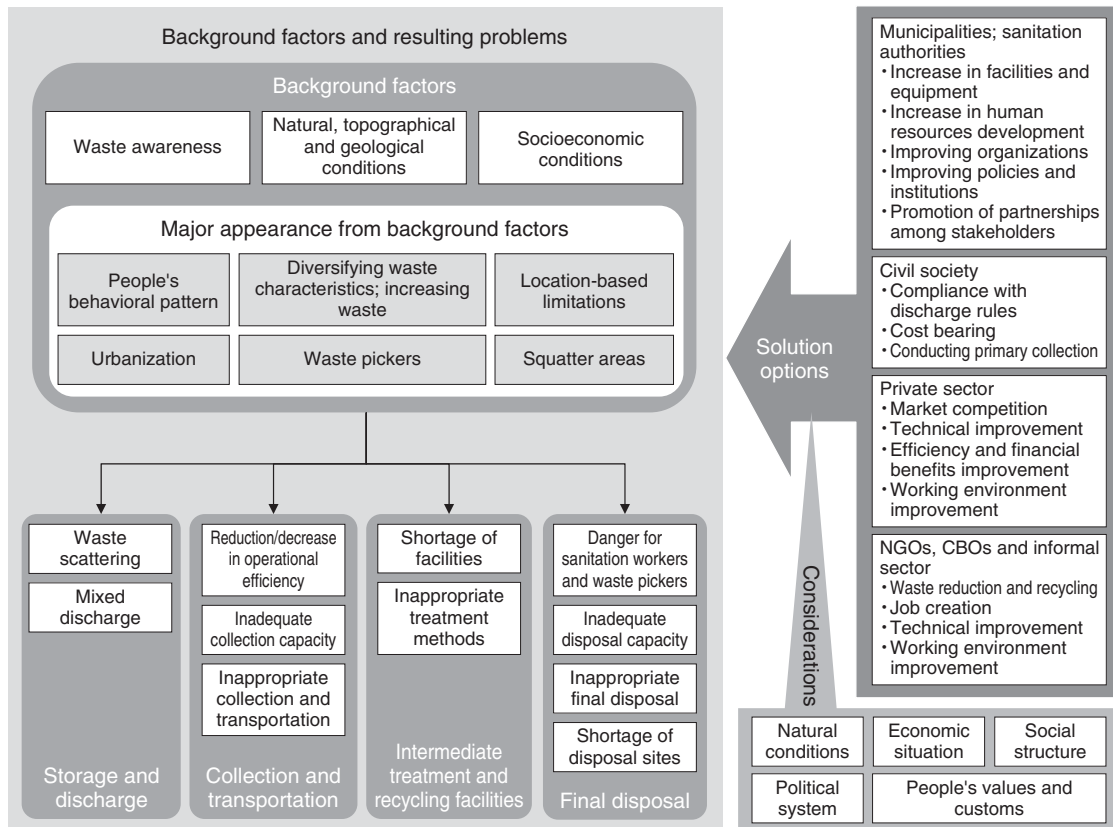 Background factors and resulting problems
Background factors
Waste awareness
Natural, topographical
and geological
conditions
Socioeconomic
conditions
Major appearance from background factors
People's
behavioral pattern
Diversifying waste
characteristics; increasing
waste
Location-based
limitations
Urbanization
Waste pickers
Squatter areas
Waste
scattering
Mixed
discharge
Storage and
discharge
Reduction/decrease
in operational
efficiency
Inadequate
collection capacity
Inappropriate
collection and
transportation
Collection and
transportation
Shortage of
facilities
Inappropriate
treatment
methods
Intermediate
treatment and
recycling facilities
Danger for
sanitation workers
and waste pickers
Inadequate
disposal capacity
Inappropriate
final disposal
Shortage of
disposal sites
Final disposal
Solution
options
Municipalities; sanitation
authorities
• Increase in facilities and
equipment
• Increase in human
resources development
• Improving organizations
• Improving policies and
institutions
• Promotion of partnerships
among stakeholders
Civil society
• Compliance with
discharge rules
• Cost bearing
• Conducting primary collection
Private sector
• Market competition
• Technical improvement
• Efficiency and financial
benefits improvement
• Working environment
improvement
NGOs, CBOs and informal
sector
• Waste reduction and recycling
• Job creation
• Technical improvement
• Working environment
improvement
Considerations
Natural
conditions
Economic
situation
Social
structure
Political
system
People's values and
customs